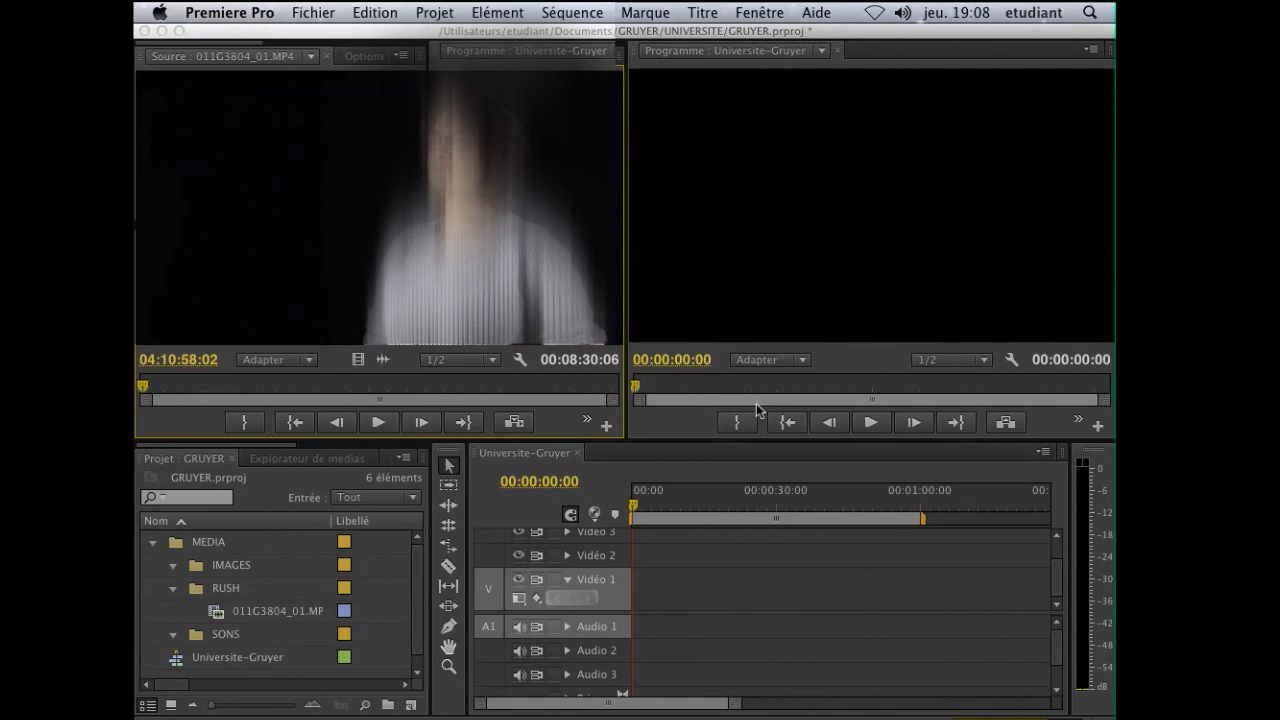 Premiere Pro Fichier Edition Projet Elément Séquence Marque Titre Fenêtre Aide jeu. 19:08 etudiant
/Utilisateurs/etudiant/Documents/GRUYER/UNIVERSITE/GRUYER.prproj *
Source : 011G3804_01.MP4 Options Programme : Universite-Gruyer
Programme : Universite-Gruyer
04:10:58:02 Adapter 1/2 00:08:30:06
00:00:00:00 Adapter 1/2 00:00:00:00
Projet : GRUYER Explorateur de médias
GRUYER.prproj 6 éléments
Entrée : Tout
Nom Libellé
MEDIA
IMAGES
RUSH
011G3804_01.MP
SONS
Universite-Gruyer
Universite-Gruyer
00:00:00:00
00:00 00:00:30:00 00:01:00:00 00:
Vidéo 3
Vidéo 2
V Vidéo 1
A1 Audio 1
Audio 2
Audio 3
0
-6
-12
-18
-24
-30
-36
-42
-48
-54
dB